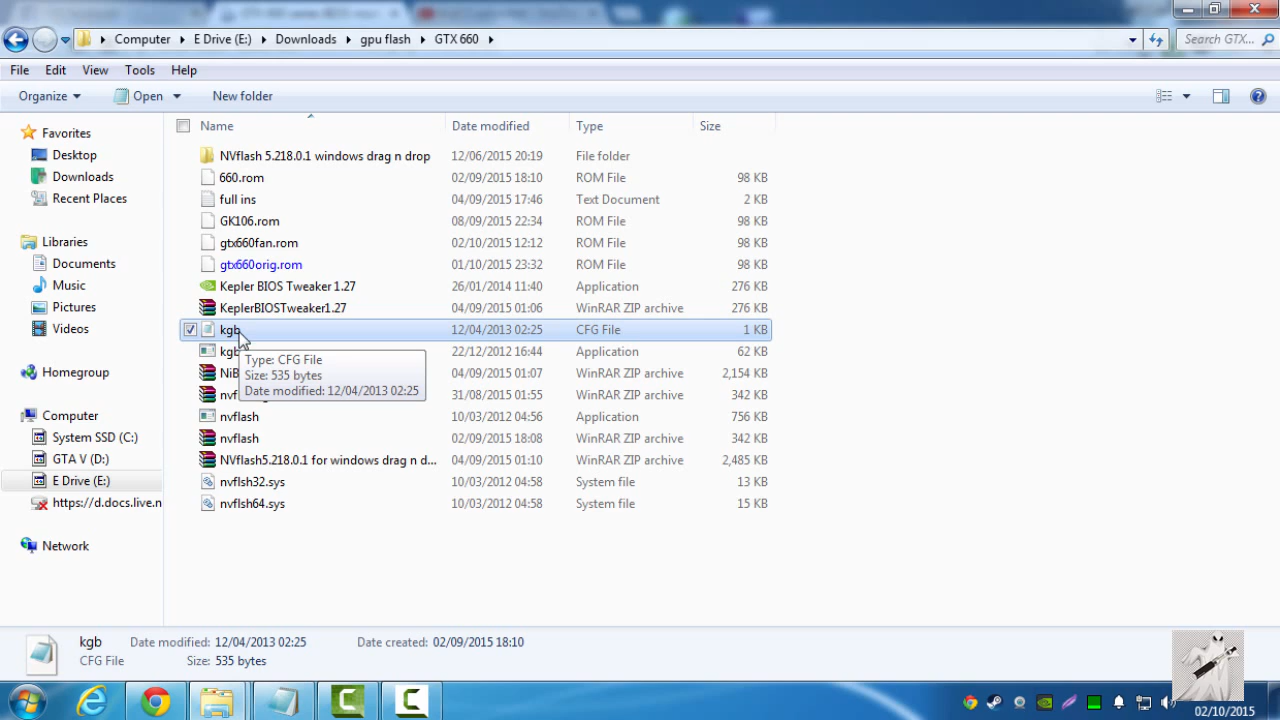 Computer E Drive (E:) Downloads gpu flash GTX 660
Search GTX...
File Edit View Tools Help
Organize Open New folder
Name Date modified Type Size
Favorites
Desktop
Downloads
Recent Places
Libraries
Documents
Music
Pictures
Videos
Homegroup
Computer
System SSD (C:)
GTA V (D:)
E Drive (E:)
https://d.docs.live.n
Network
NVflash 5.218.0.1 windows drag n drop 12/06/2015 20:19 File folder
660.rom 02/09/2015 18:10 ROM File 98 KB
full ins 04/09/2015 17:46 Text Document 2 KB
GK106.rom 08/09/2015 22:34 ROM File 98 KB
gtx660fan.rom 02/10/2015 12:12 ROM File 98 KB
gtx660orig.rom 01/10/2015 23:32 ROM File 98 KB
Kepler BIOS Tweaker 1.27 26/01/2014 11:40 Application 276 KB
KeplerBIOSTweaker1.27 04/09/2015 01:06 WinRAR ZIP archive 276 KB
kgb 12/04/2013 02:25 CFG File 1 KB
kgb 22/12/2012 16:44 Application 62 KB
NiB 04/09/2015 01:07 WinRAR ZIP archive 2,154 KB
nvf 31/08/2015 01:55 WinRAR ZIP archive 342 KB
nvflash 10/03/2012 04:56 Application 756 KB
nvflash 02/09/2015 18:08 WinRAR ZIP archive 342 KB
NVflash5.218.0.1 for windows drag n d... 04/09/2015 01:10 WinRAR ZIP archive 2,485 KB
nvflsh32.sys 10/03/2012 04:58 System file 13 KB
nvflsh64.sys 10/03/2012 04:58 System file 15 KB
Type: CFG File
Size: 535 bytes
Date modified: 12/04/2013 02:25
kgb Date modified: 12/04/2013 02:25 Date created: 02/09/2015 18:10
CFG File Size: 535 bytes
02/10/2015